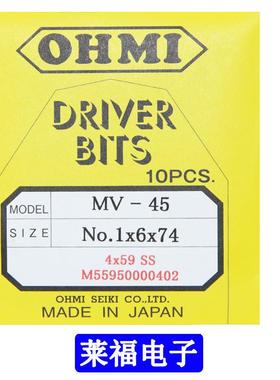 OHMI
DRIVER
BITS
10PCS.
MODEL MV - 45
SIZE No.1x6x74
4x59 SS
M55950000402
OHMI SEIKI CO.,LTD.
MADE IN JAPAN
莱福电子